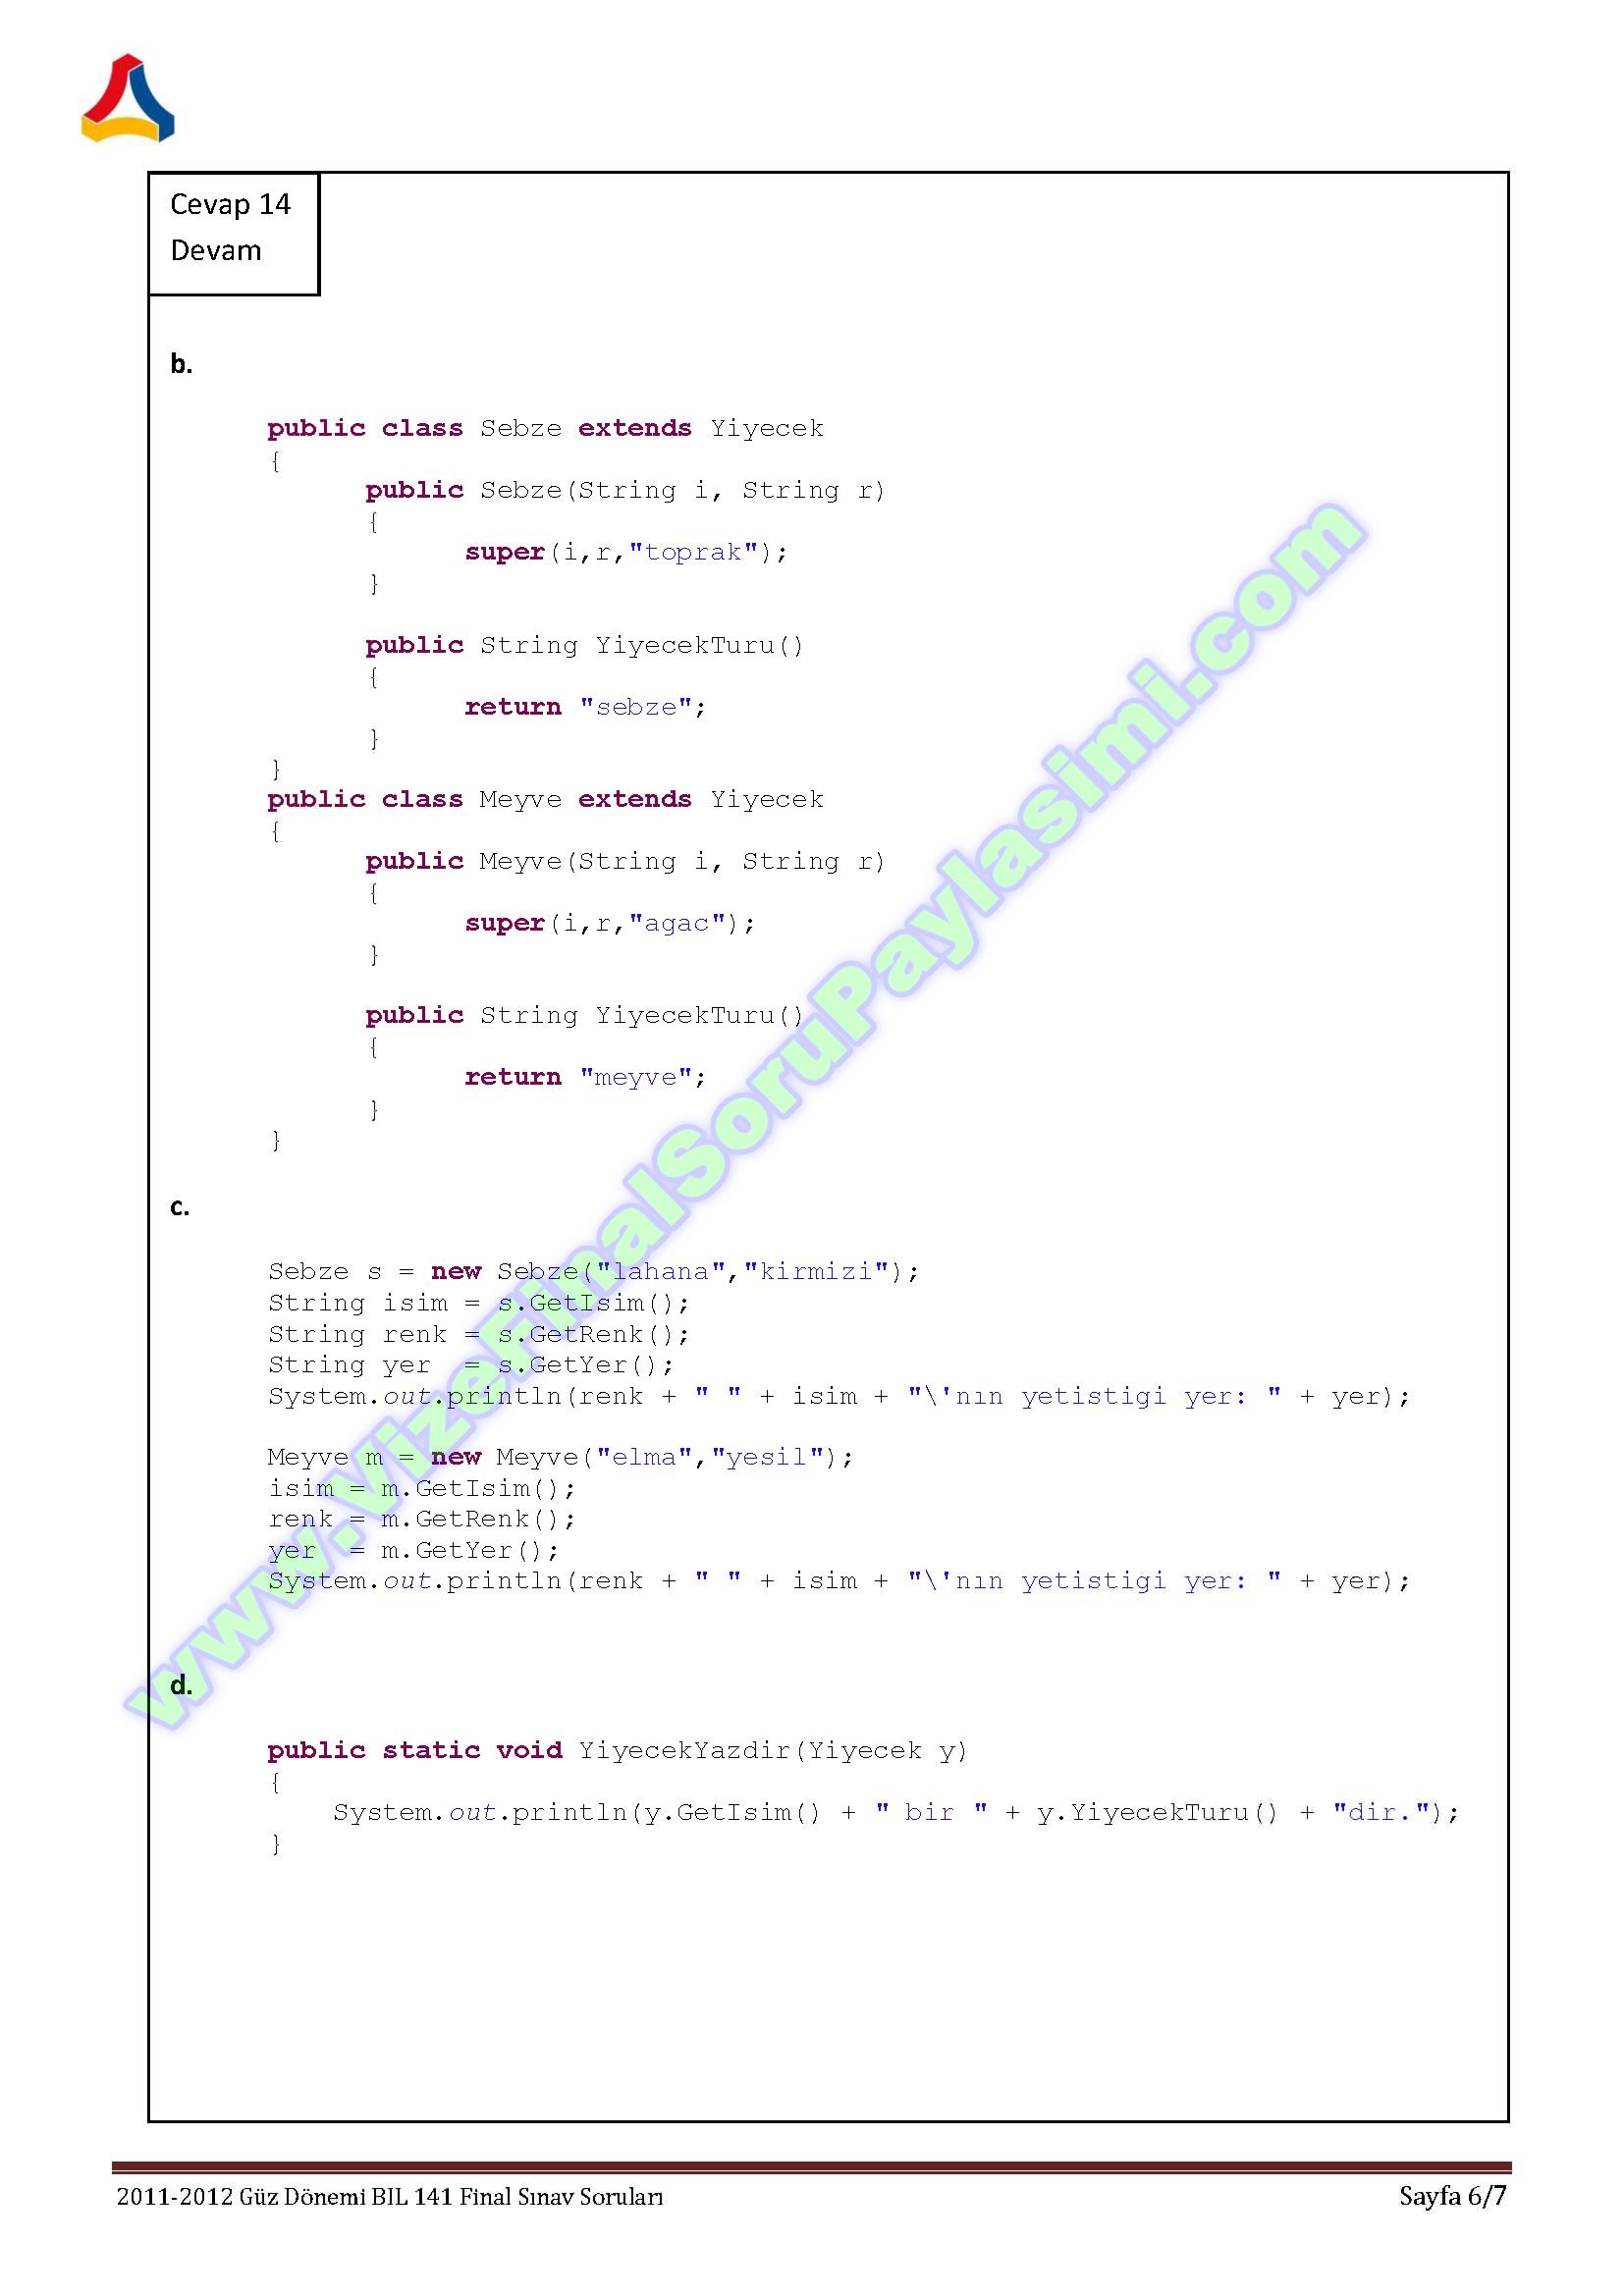 Cevap 14
Devam
b.
public class Sebze extends Yiyecek
{
public Sebze(String i, String r)
{
super(i,r,"toprak");
}
public String YiyecekTuru()
{
return "sebze";
}
}
public class Meyve extends Yiyecek
{
public Meyve(String i, String r)
{
super(i,r,"agac");
}
public String YiyecekTuru()
{
return "meyve";
}
}
c.
Sebze s = new Sebze("lahana","kirmizi");
String isim = s.GetIsim();
String renk = s.GetRenk();
String yer  = s.GetYer();
System.out.println(renk + " " + isim + "\'nın yetistigi yer: " + yer);
Meyve m = new Meyve("elma","yesil");
isim = m.GetIsim();
renk = m.GetRenk();
yer  = m.GetYer();
System.out.println(renk + " " + isim + "\'nın yetistigi yer: " + yer);
d.
public static void YiyecekYazdir(Yiyecek y)
{
System.out.println(y.GetIsim() + " bir " + y.YiyecekTuru() + "dir.");
}
www.VizeFinalSoruPaylasimi.com
2011-2012 Güz Dönemi BIL 141 Final Sınav Soruları
Sayfa 6/7